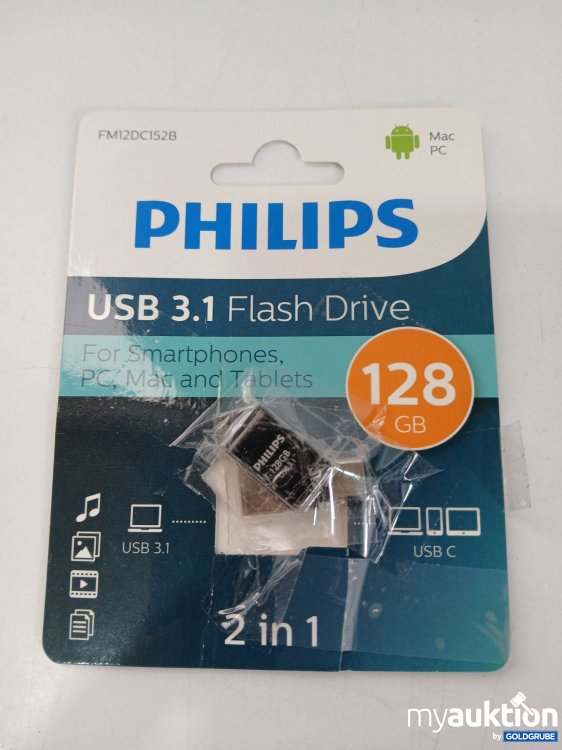 FM12DC152B
Mac
PC
PHILIPS
USB 3.1 Flash Drive
For Smartphones,
PC, Mac and Tablets
128
GB
PHILIPS
128GB
USB 3.1
USB C
2 in 1
myauktion
by GOLDGRUBE